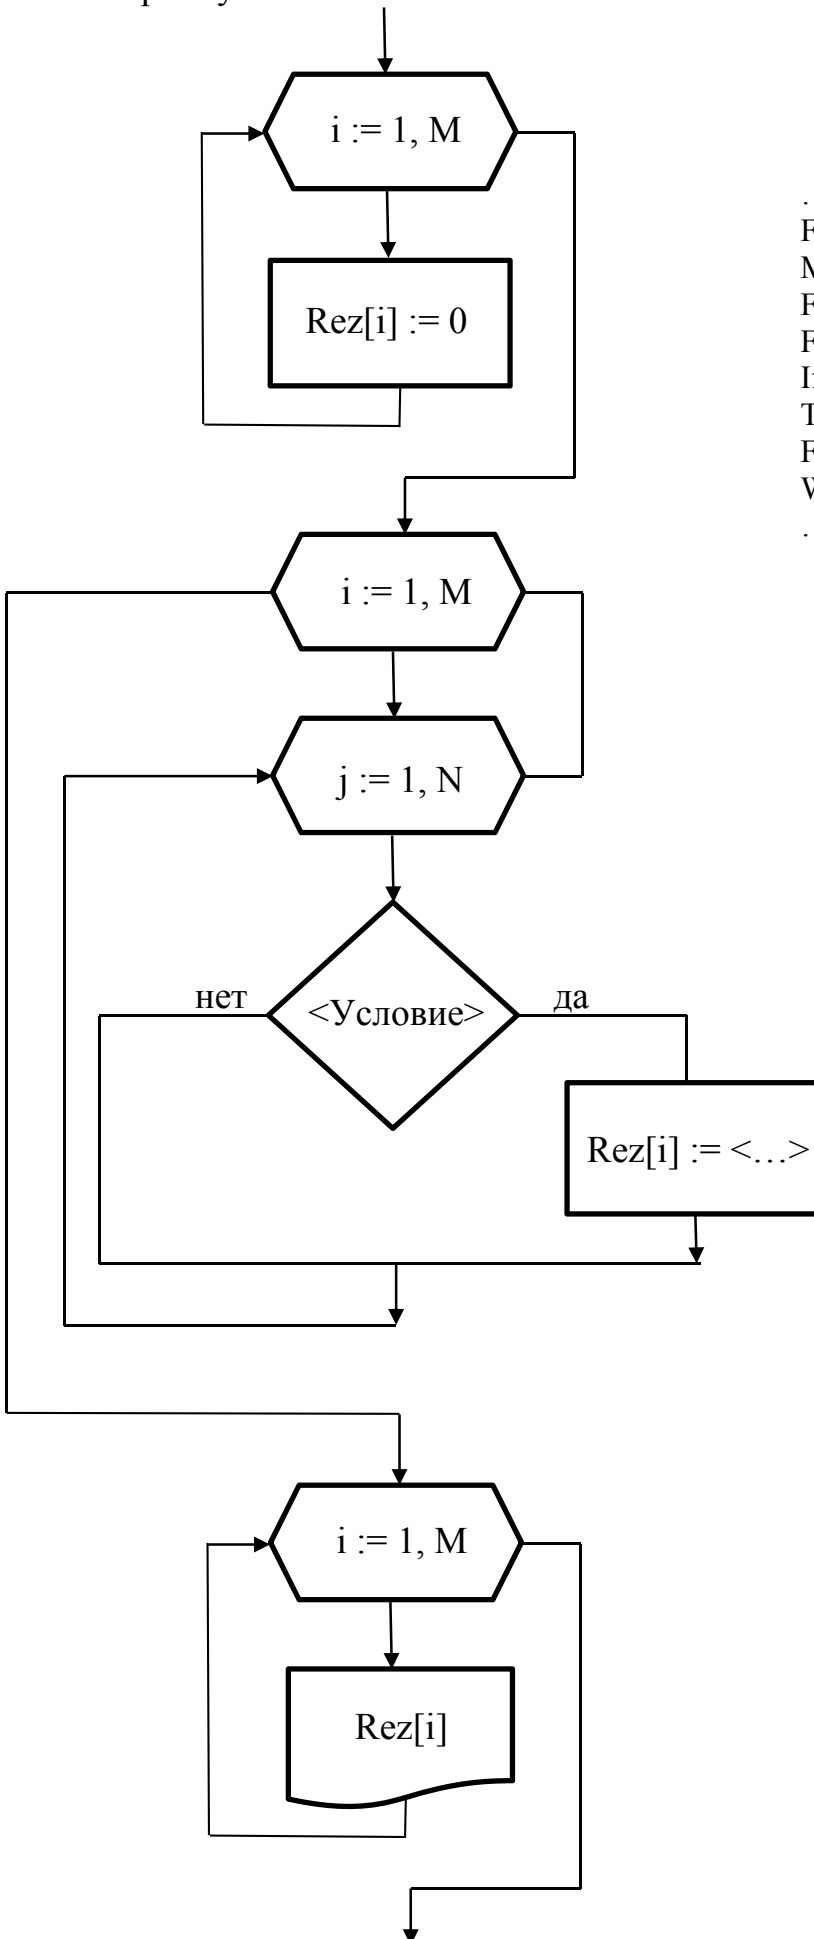 i := 1, M
Rez[i] := 0
i := 1, M
j := 1, N
нет
<Условие>
да
Rez[i] := <...>
i := 1, M
Rez[i]